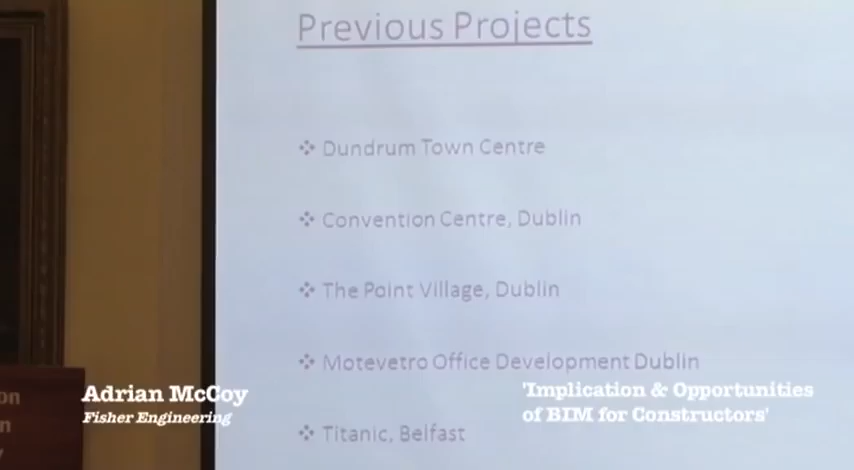 Previous Projects
❖ Dundrum Town Centre
❖ Convention Centre, Dublin
❖ The Point Village, Dublin
❖ Motevetro Office Development Dublin
❖ Titanic, Belfast
Adrian McCoy
Fisher Engineering
'Implication & Opportunities
of BIM for Constructors'